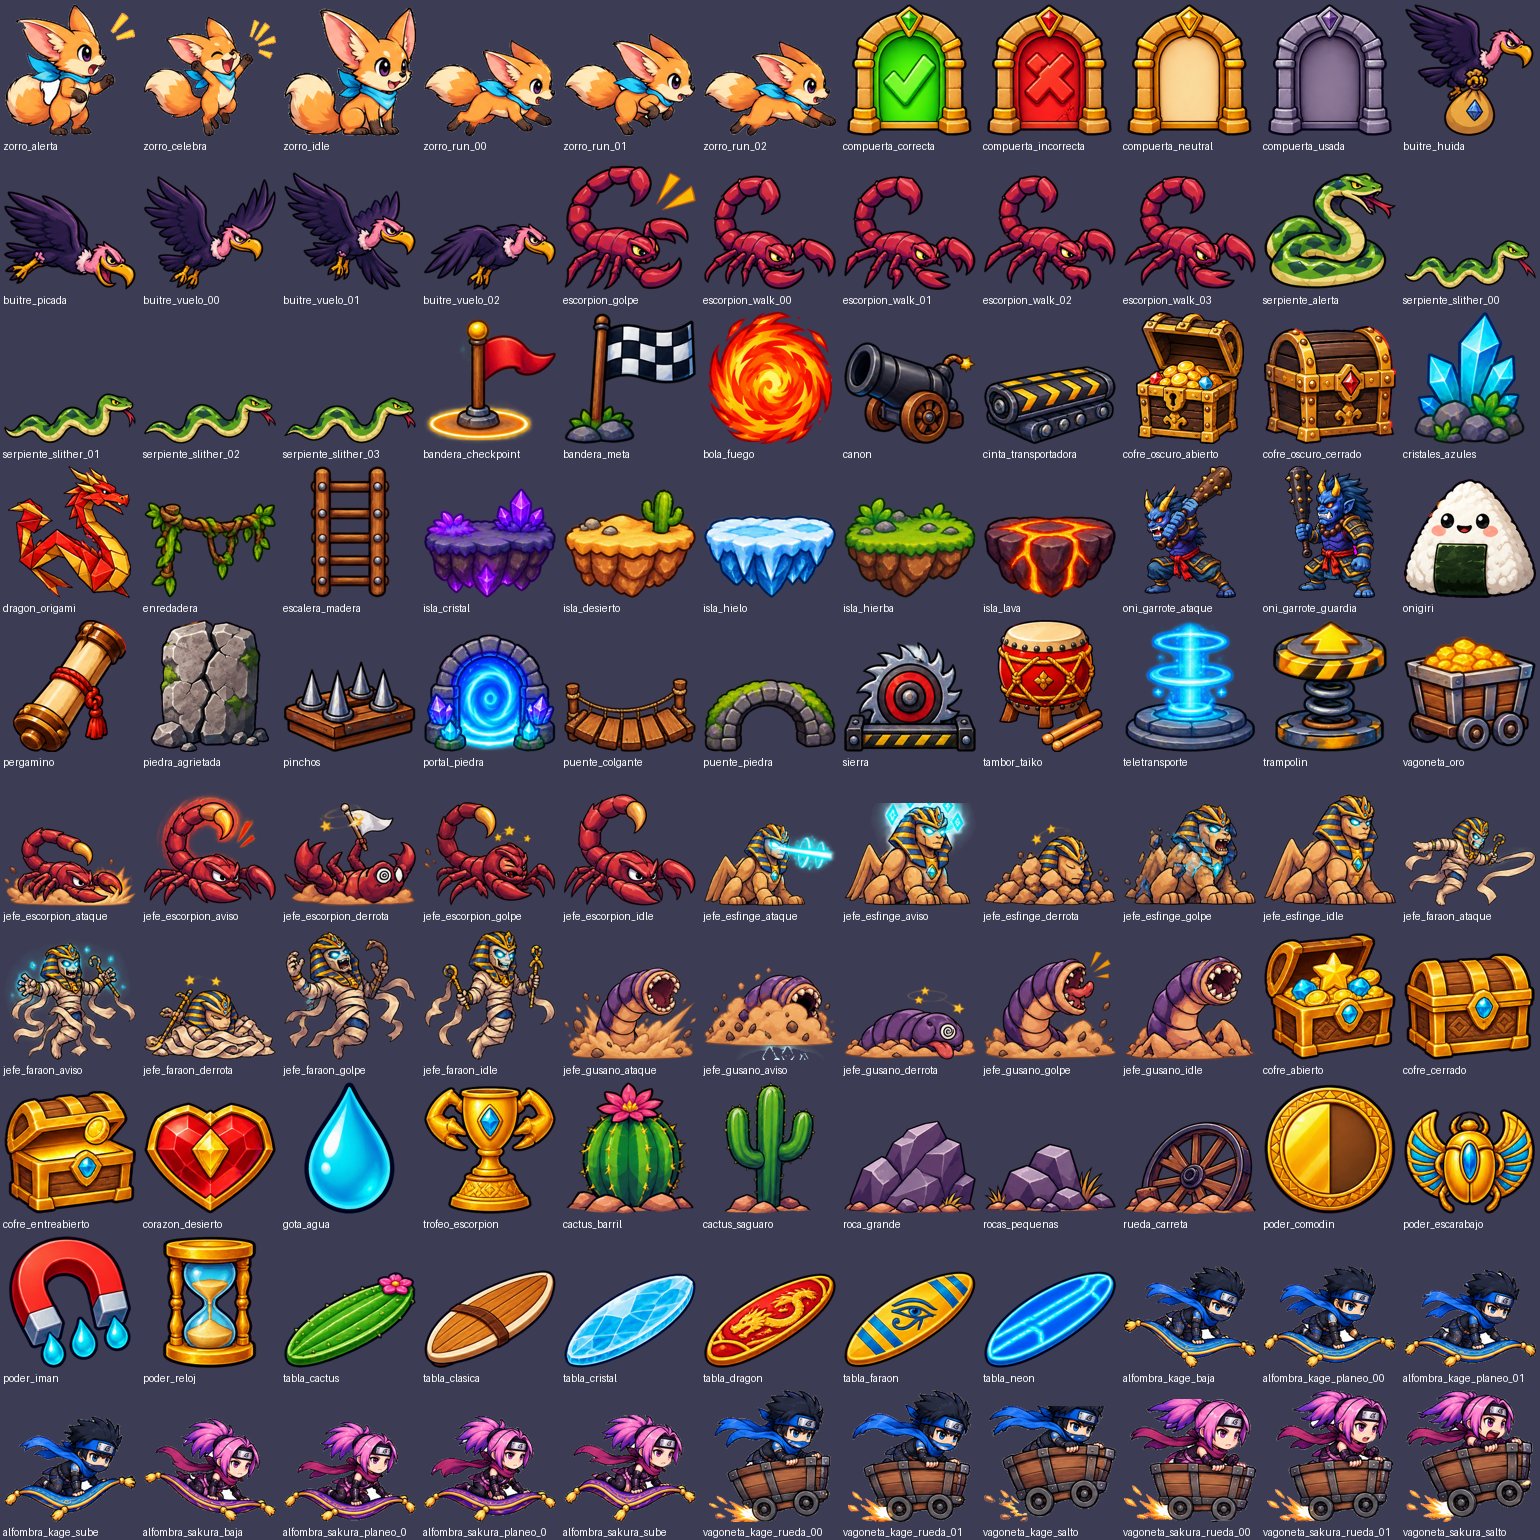 zorro_alerta zorro_celebra zorro_idle zorro_run_00 zorro_run_01 zorro_run_02 compuerta_correcta compuerta_incorrecta compuerta_neutral compuerta_usada buitre_huida
buitre_picada buitre_vuelo_00 buitre_vuelo_01 buitre_vuelo_02 escorpion_golpe escorpion_walk_00 escorpion_walk_01 escorpion_walk_02 escorpion_walk_03 serpiente_alerta serpiente_slither_00
serpiente_slither_01 serpiente_slither_02 serpiente_slither_03 bandera_checkpoint bandera_meta bola_fuego canon cinta_transportadora cofre_oscuro_abierto cofre_oscuro_cerrado cristales_azules
dragon_origami enredadera escalera_madera isla_cristal isla_desierto isla_hielo isla_hierba isla_lava oni_garrote_ataque oni_garrote_guardia onigiri
pergamino piedra_agrietada pinchos portal_piedra puente_colgante puente_piedra sierra tambor_taiko teletransporte trampolin vagoneta_oro
jefe_escorpion_ataque jefe_escorpion_aviso jefe_escorpion_derrota jefe_escorpion_golpe jefe_escorpion_idle jefe_esfinge_ataque jefe_esfinge_aviso jefe_esfinge_derrota jefe_esfinge_golpe jefe_esfinge_idle jefe_faraon_ataque
jefe_faraon_aviso jefe_faraon_derrota jefe_faraon_golpe jefe_faraon_idle jefe_gusano_ataque jefe_gusano_aviso jefe_gusano_derrota jefe_gusano_golpe jefe_gusano_idle cofre_abierto cofre_cerrado
cofre_entreabierto corazon_desierto gota_agua trofeo_escorpion cactus_barril cactus_saguaro roca_grande rocas_pequenas rueda_carreta poder_comodin poder_escarabajo
poder_iman poder_reloj tabla_cactus tabla_clasica tabla_cristal tabla_dragon tabla_faraon tabla_neon alfombra_kage_baja alfombra_kage_planeo_00 alfombra_kage_planeo_01
alfombra_kage_sube alfombra_sakura_baja alfombra_sakura_planeo_0 alfombra_sakura_planeo_0 alfombra_sakura_sube vagoneta_kage_rueda_00 vagoneta_kage_rueda_01 vagoneta_kage_salto vagoneta_sakura_rueda_00 vagoneta_sakura_rueda_01 vagoneta_sakura_salto